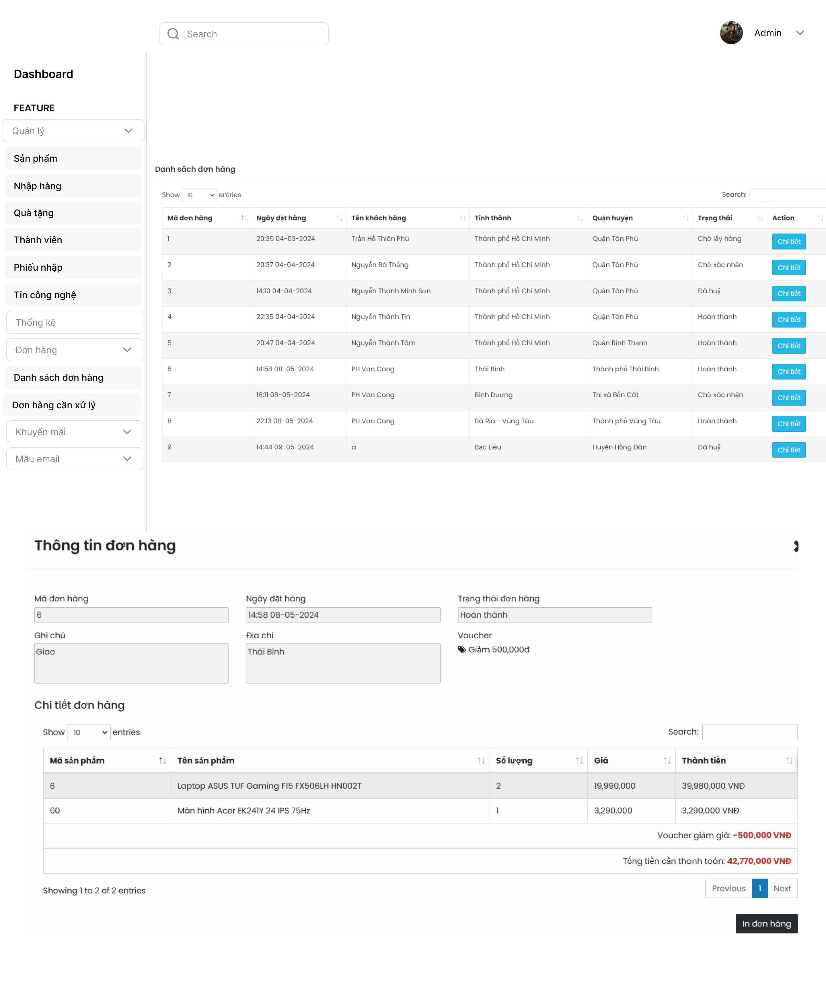 Search
Admin
Dashboard
FEATURE
Quản lý
Sản phẩm
Nhập hàng
Quà tặng
Thành viên
Phiếu nhập
Tin công nghệ
Thống kê
Đơn hàng
Danh sách đơn hàng
Đơn hàng cần xử lý
Khuyến mãi
Mẫu email
Danh sách đơn hàng
Show 10 entries Search:
Mã đơn hàng Ngày đặt hàng Tên khách hàng Tỉnh thành Quận huyện Trạng thái Action
1 20:35 04-03-2024 Trần Hồ Thiên Phú Thành phố Hồ Chí Minh Quận Tân Phú Chờ lấy hàng Chi tiết
2 20:37 04-04-2024 Nguyễn Bá Thắng Thành phố Hồ Chí Minh Quận Tân Phú Chờ xác nhận Chi tiết
3 14:10 04-04-2024 Nguyễn Thanh Minh Sơn Thành phố Hồ Chí Minh Quận Tân Phú Đã huỷ Chi tiết
4 22:35 04-04-2024 Nguyễn Thành Tín Thành phố Hồ Chí Minh Quận Tân Phú Hoàn thành Chi tiết
5 20:47 04-04-2024 Nguyễn Thành Tâm Thành phố Hồ Chí Minh Quận Bình Thạnh Hoàn thành Chi tiết
6 14:58 08-05-2024 PH Van Cong Thái Bình Thành phố Thái Bình Hoàn thành Chi tiết
7 16:11 08-05-2024 PH Van Cong Bình Dương Thị xã Bến Cát Chờ xác nhận Chi tiết
8 22:13 08-05-2024 PH Van Cong Bà Rịa - Vũng Tàu Thành phố Vũng Tàu Hoàn thành Chi tiết
9 14:44 09-05-2024 a Bạc Liêu Huyện Hồng Dân Đã huỷ Chi tiết
Thông tin đơn hàng
Mã đơn hàng Ngày đặt hàng Trạng thái đơn hàng
6 14:58 08-05-2024 Hoàn thành
Ghi chú Địa chỉ Voucher
Giao Thái Bình Giảm 500,000đ
Chi tiết đơn hàng
Show 10 entries Search:
Mã sản phẩm Tên sản phẩm Số lượng Giá Thành tiền
6 Laptop ASUS TUF Gaming F15 FX506LH HN002T 2 19,990,000 39,980,000 VNĐ
60 Màn hình Acer EK241Y 24 IPS 75Hz 1 3,290,000 3,290,000 VNĐ
Voucher giảm giá: -500,000 VNĐ
Tổng tiền cần thanh toán: 42,770,000 VNĐ
Showing 1 to 2 of 2 entries Previous 1 Next
In đơn hàng